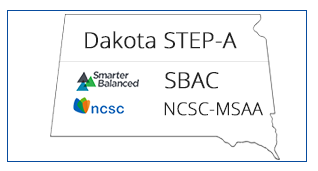 Dakota STEP-A
Smarter
Balanced
SBAC
ncsc
NCSC-MSAA